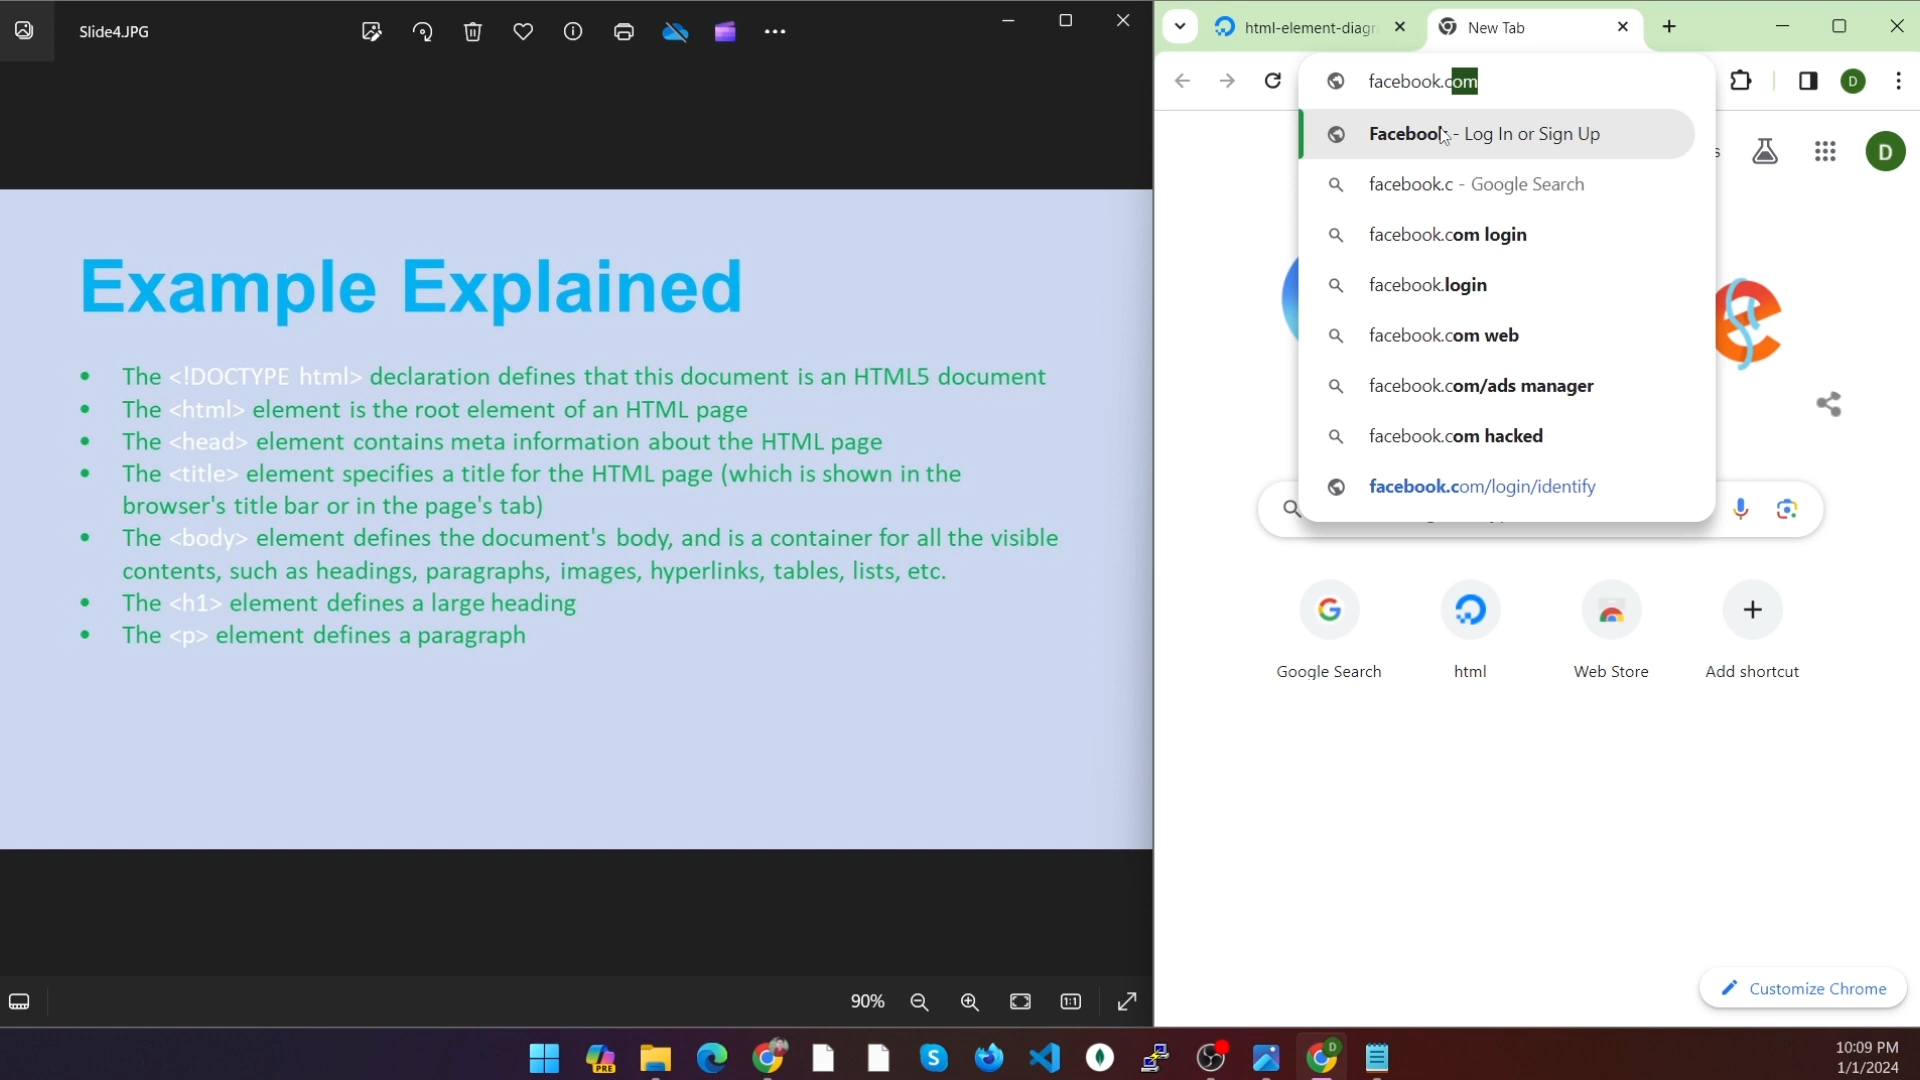 Slide4.JPG
html-element-diagr
New Tab
facebook.com
D
Facebook - Log In or Sign Up
D
facebook.c - Google Search
facebook.com login
facebook.login
facebook.com web
facebook.com/ads manager
facebook.com hacked
facebook.com/login/identify
Example Explained
• The <!DOCTYPE html> declaration defines that this document is an HTML5 document
• The <html> element is the root element of an HTML page
• The <head> element contains meta information about the HTML page
• The <title> element specifies a title for the HTML page (which is shown in the
browser's title bar or in the page's tab)
• The <body> element defines the document's body, and is a container for all the visible
contents, such as headings, paragraphs, images, hyperlinks, tables, lists, etc.
• The <h1> element defines a large heading
• The <p> element defines a paragraph
Google Search
html
Web Store
Add shortcut
Customize Chrome
90%
1:1
PRE
D
10:09 PM
1/1/2024